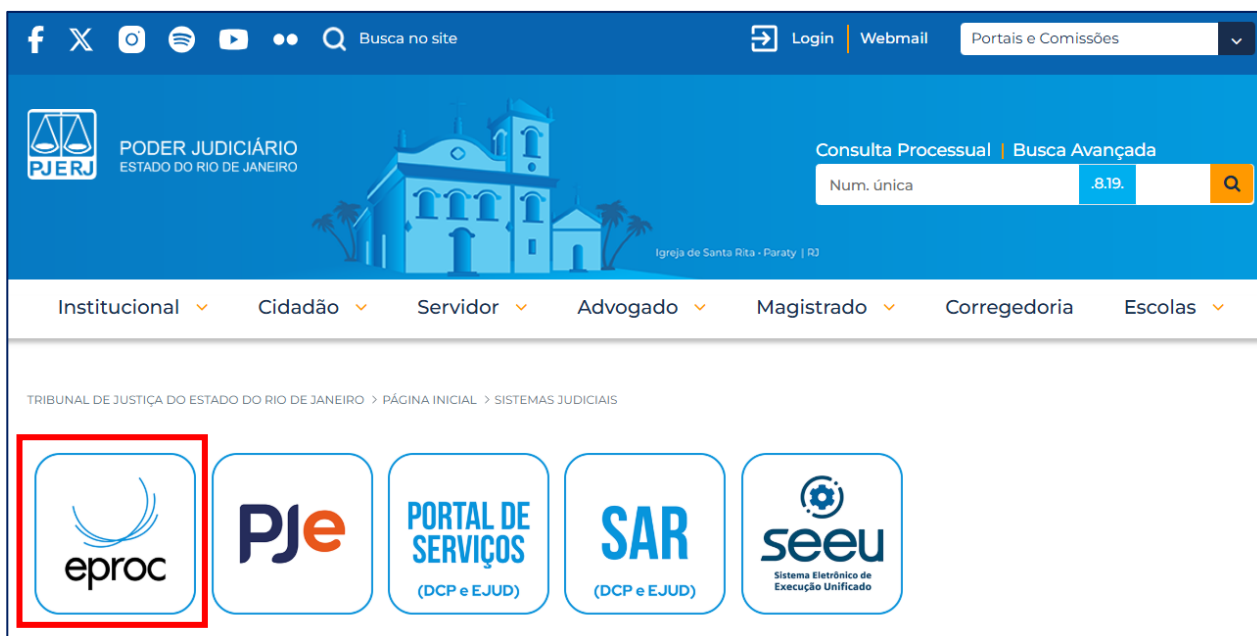 Busca no site
Login
Webmail
Portais e Comissões
PJERJ
PODER JUDICIÁRIO
ESTADO DO RIO DE JANEIRO
Consulta Processual | Busca Avançada
Num. única
.8.19.
Igreja de Santa Rita - Paraty | RJ
Institucional
Cidadão
Servidor
Advogado
Magistrado
Corregedoria
Escolas
TRIBUNAL DE JUSTIÇA DO ESTADO DO RIO DE JANEIRO > PÁGINA INICIAL > SISTEMAS JUDICIAIS
eproc
PJe
PORTAL DE
SERVIÇOS
(DCP e EJUD)
SAR
(DCP e EJUD)
seeu
Sistema Eletrônico de
Execução Unificado